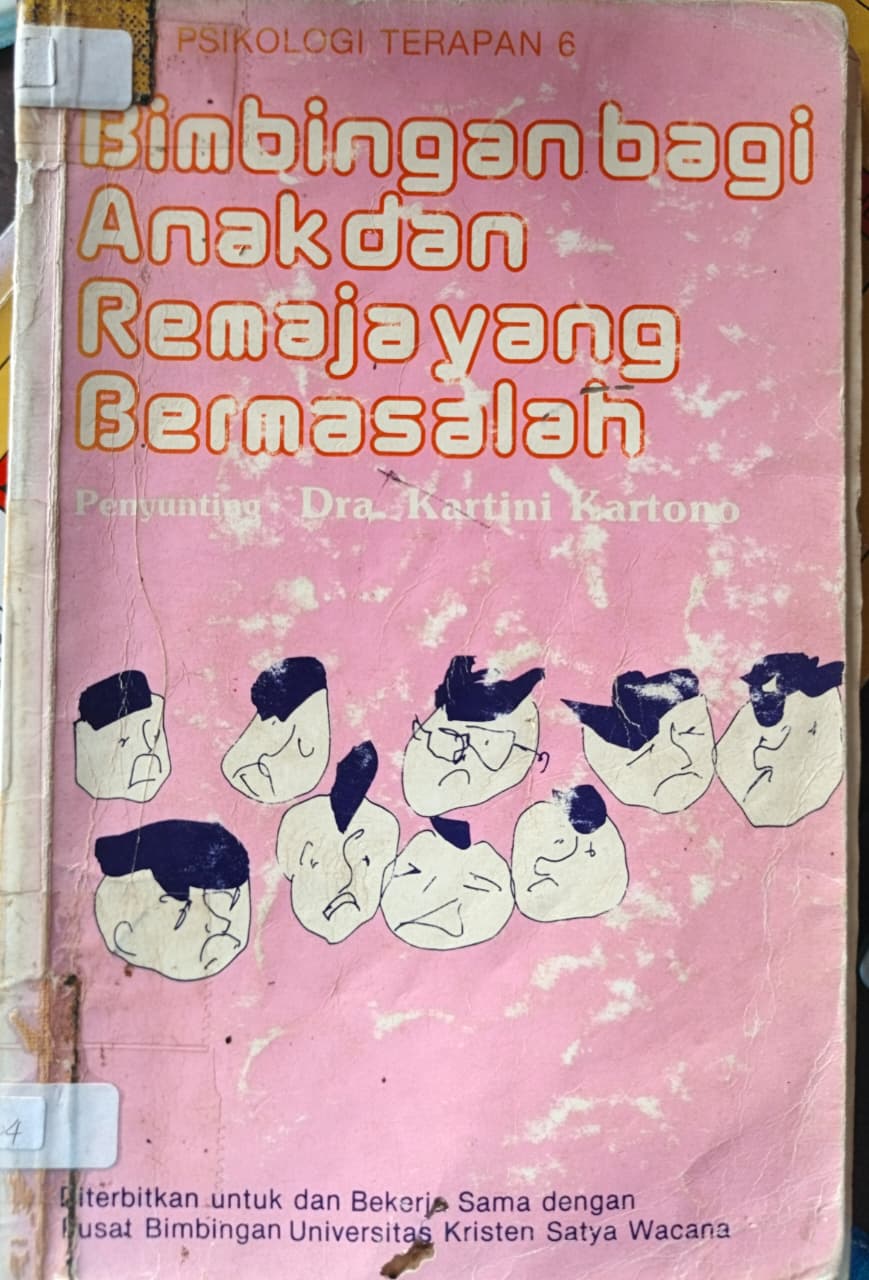 PSIKOLOGI TERAPAN 6
Bimbingan bagi
Anak dan
Remaja yang
Bermasalah
Penyunting Dra. Kartini Kartono
Diterbitkan untuk dan Bekerja Sama dengan
Pusat Bimbingan Universitas Kristen Satya Wacana
4